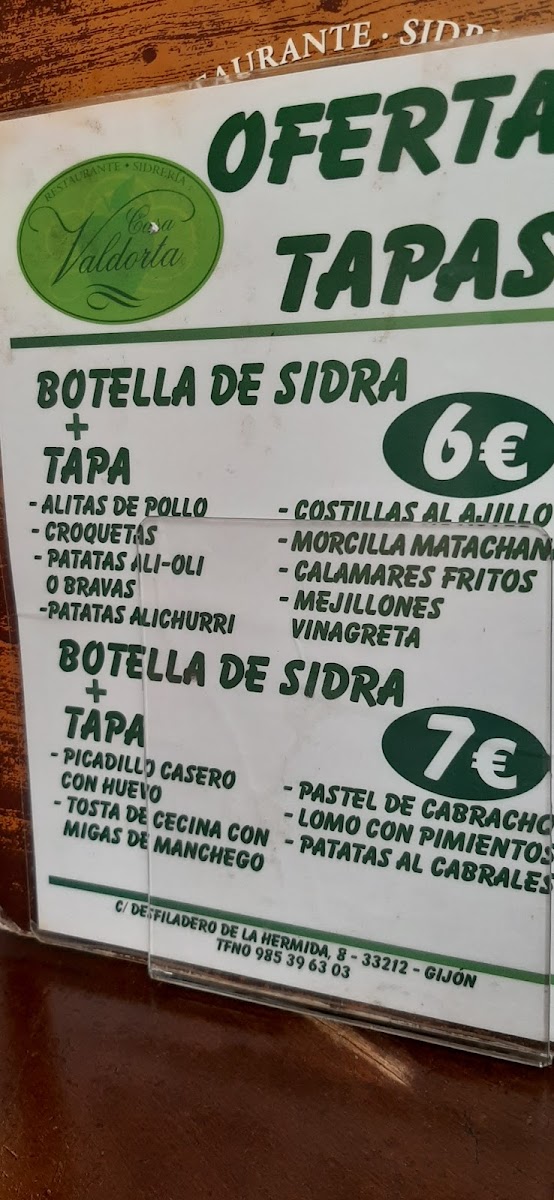 TAURANTE · SIDR
RESTAURANTE • SIDRERÍA
Casa
Valdorta
OFERTA
TAPAS
BOTELLA DE SIDRA
+
TAPA
6€
- ALITAS DE POLLO
- CROQUETAS
- PATATAS ALI-OLI
O BRAVAS
-PATATAS ALICHURRI
- COSTILLAS AL AJILLO
- MORCILLA MATACHAN
- CALAMARES FRITOS
- MEJILLONES
VINAGRETA
BOTELLA DE SIDRA
+
TAPA
7€
- PICADILLO CASERO
CON HUEVO
- TOSTA DE CECINA CON
MIGAS DE MANCHEGO
- PASTEL DE CABRACHO
- LOMO CON PIMIENTOS
- PATATAS AL CABRALES
C/ DESFILADERO DE LA HERMIDA, 8 - 33212 - GIJÓN
TFNO 985 39 63 03